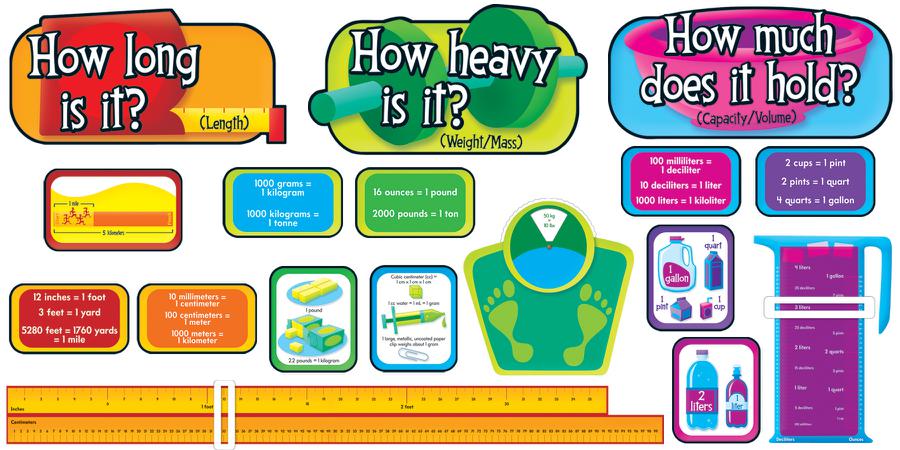 How long
is it?
(Length)
How heavy
is it?
(Weight/Mass)
How much
does it hold?
(Capacity/Volume)
1 mile
5 kilometers
1000 grams =
1 kilogram
1000 kilograms =
1 tonne
16 ounces = 1 pound
2000 pounds = 1 ton
100 milliliters =
1 deciliter
10 deciliters = 1 liter
1000 liters = 1 kiloliter
2 cups = 1 pint
2 pints = 1 quart
4 quarts = 1 gallon
12 inches = 1 foot
3 feet = 1 yard
5280 feet = 1760 yards
= 1 mile
10 millimeters =
1 centimeter
100 centimeters =
1 meter
1000 meters =
1 kilometer
1 pound
2.2 pounds = 1 kilogram
Cubic centimeter (cc) =
1 cm x 1 cm x 1 cm
1 cc water = 1 mL = 1 gram
1 large, metallic, uncoated paper
clip weighs about 1 gram
50 kg
=
110 lbs
1
gallon
1
quart
1
pint
1
cup
2
liters
1
liter
4 liters
1 gallon
3 liters
2 liters
2 quarts
1 liter
1 quart
Deciliters
Ounces
Inches
1 foot
2 feet
Centimeters